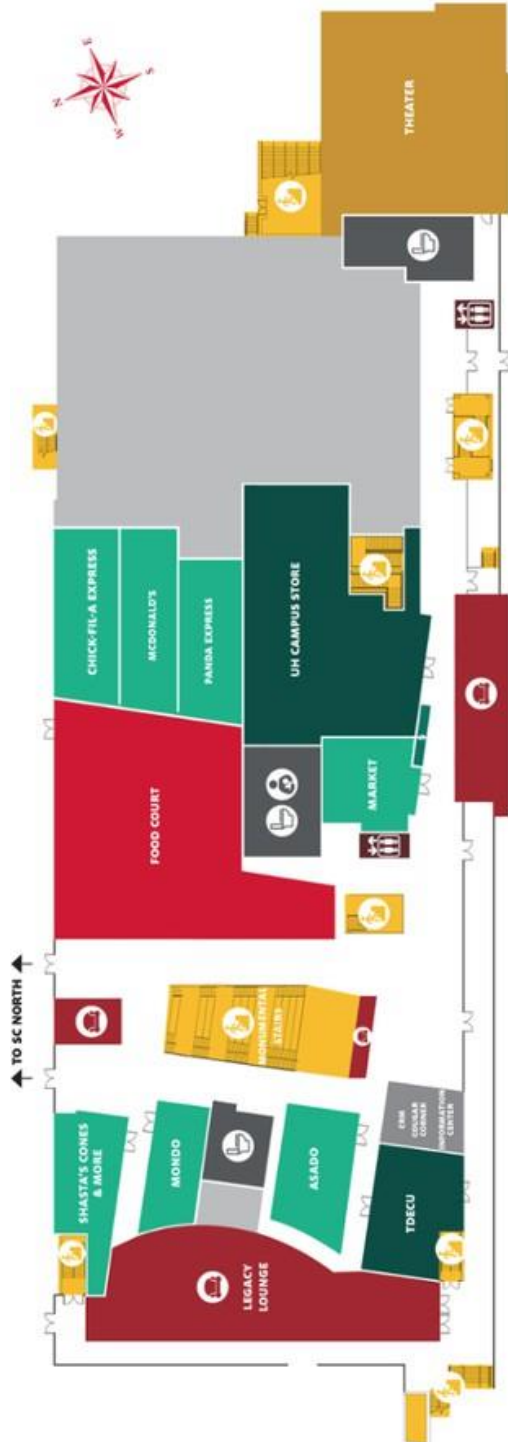 E
S
N
W
THEATER
CHICK-FIL-A EXPRESS
MCDONALD'S
PANDA EXPRESS
UH CAMPUS STORE
FOOD COURT
MARKET
TO SC NORTH
MONUMENTAL
STAIRS
SHASTA'S CONES
& MORE
MONDO
ASADO
CRM
COUGAR
CORNER
INFORMATION
CENTER
TDECU
LEGACY
LOUNGE